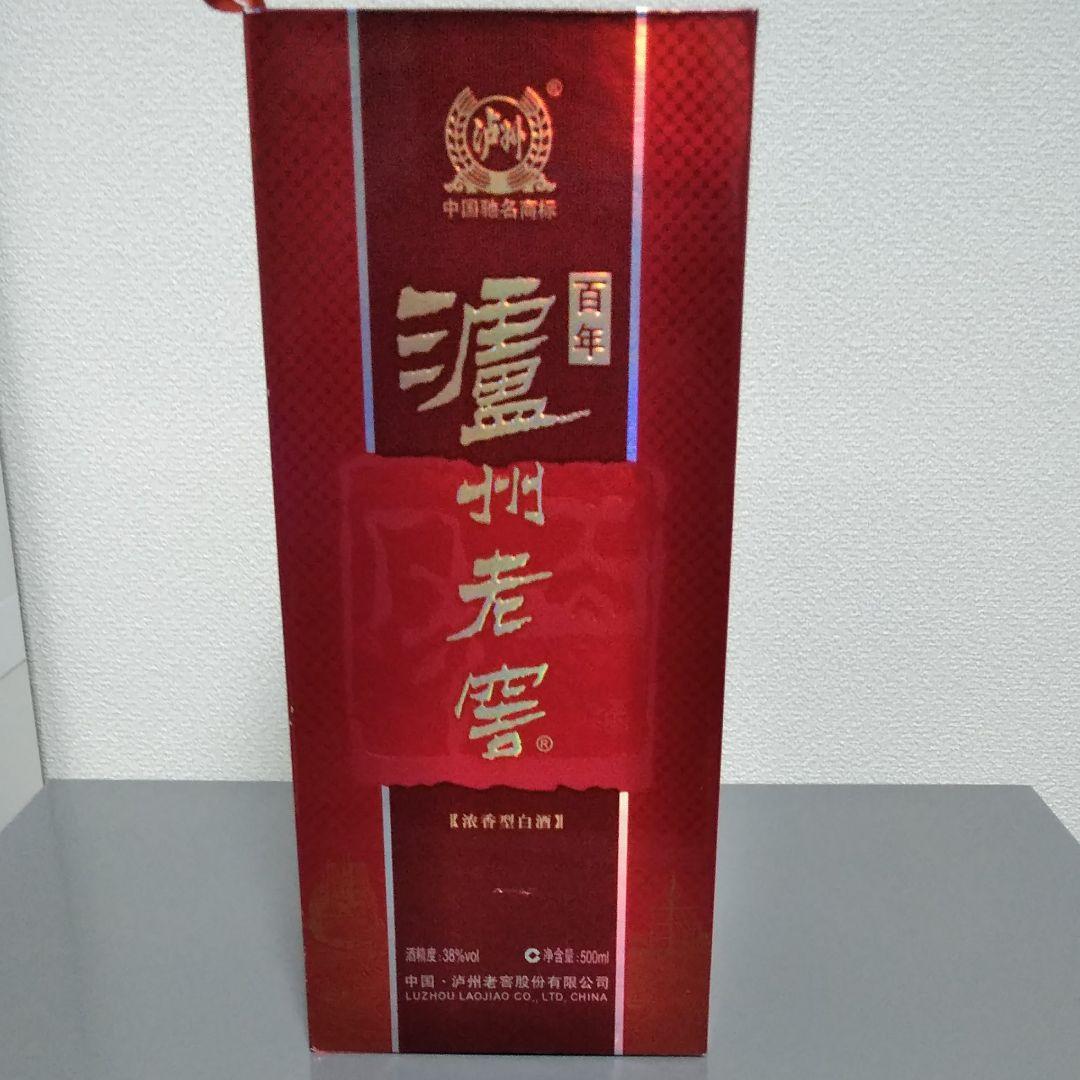 泸州
®
中国驰名商标
百年
瀘州老窖
®
【浓香型白酒】
酒精度:38%vol
C净含量:500ml
中国·泸州老窖股份有限公司
LUZHOU LAOJIAO CO., LTD, CHINA